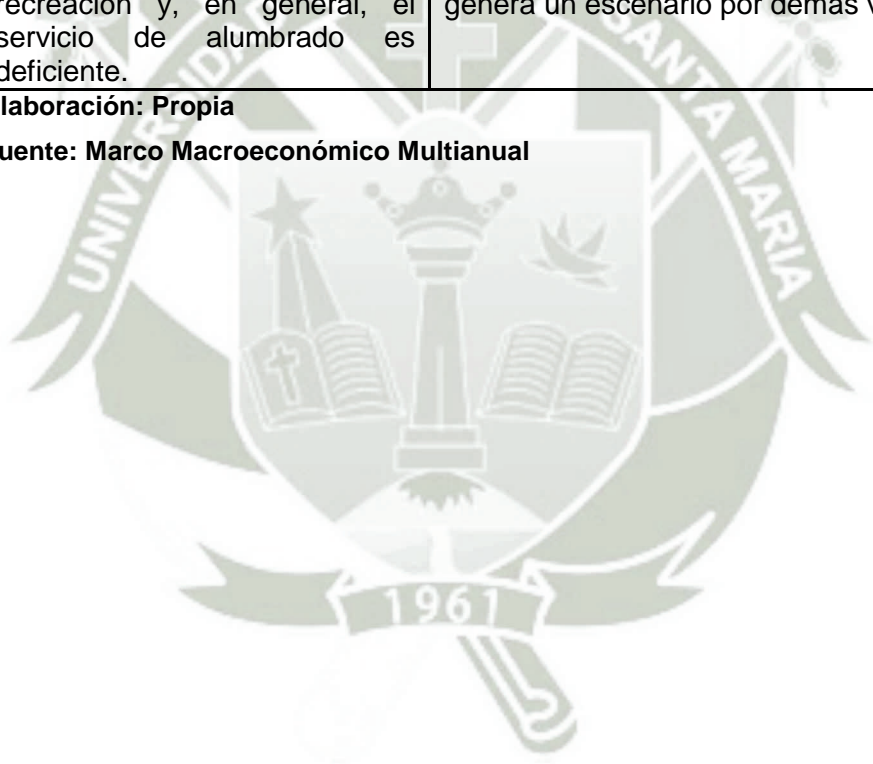 recreación y, en general, el
servicio de alumbrado es
deficiente.
genera un escenario por demás
laboración: Propia
uente: Marco Macroeconómico Multianual
UNIVERSIDA
SANTA MARIA
1961